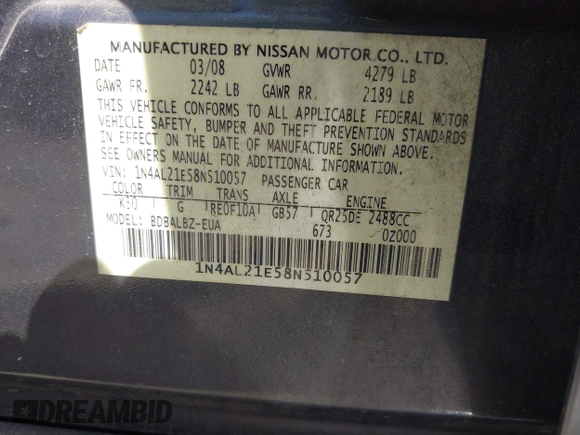 MANUFACTURED BY NISSAN MOTOR CO., LTD.
DATE 03/08 GVWR 4279 LB
GAWR FR. 2242 LB GAWR RR. 2189 LB
THIS VEHICLE CONFORMS TO ALL APPLICABLE FEDERAL MOTOR
VEHICLE SAFETY, BUMPER AND THEFT PREVENTION STANDARDS
IN EFFECT ON THE DATE OF MANUFACTURE SHOWN ABOVE.
SEE OWNERS MANUAL FOR ADDITIONAL INFORMATION.
VIN: 1N4AL21E58N510057 PASSENGER CAR
COLOR TRIM TRANS AXLE ENGINE
K50 G RE0F10A GB57 QR25DE 2488CC
MODEL: BDBALBZ-EUA 673 0Z000
1N4AL21E58N510057
DREAMBID